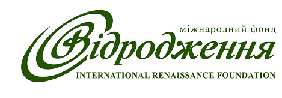 міжнародний фонд
Відродження
INTERNATIONAL RENAISSANCE FOUNDATION